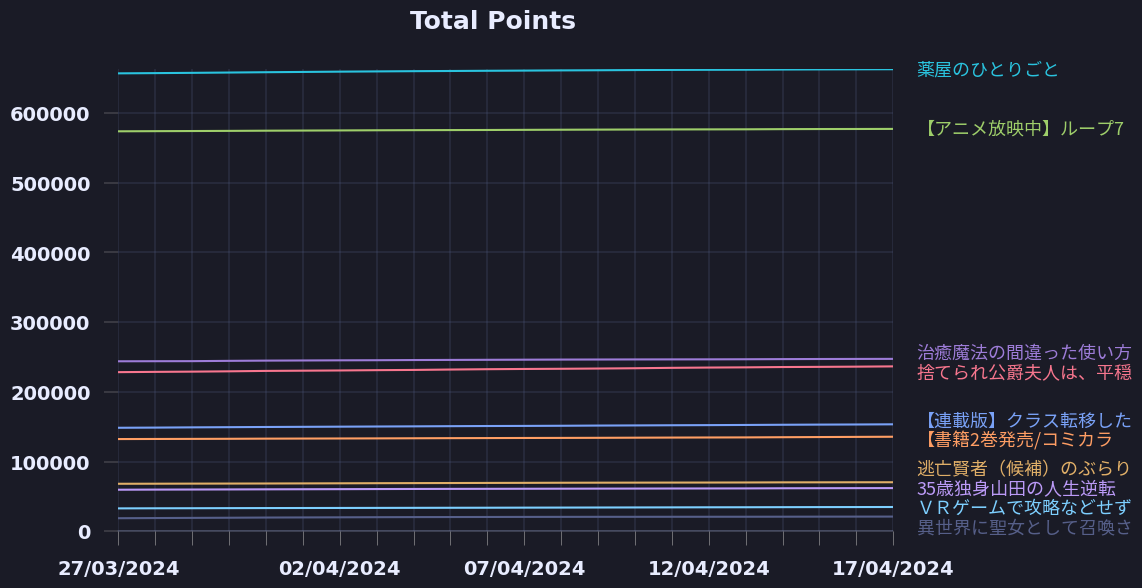 Total Points
600000
500000
400000
300000
200000
100000
0
27/03/2024
02/04/2024
07/04/2024
12/04/2024
17/04/2024
薬屋のひとりごと
【アニメ放映中】ループ7
治癒魔法の間違った使い方
捨てられ公爵夫人は、平穏
【連載版】クラス転移した
【書籍2巻発売/コミカラ
逃亡賢者（候補）のぶらり
35歳独身山田の人生逆転
ＶＲゲームで攻略などせず
異世界に聖女として召喚さ